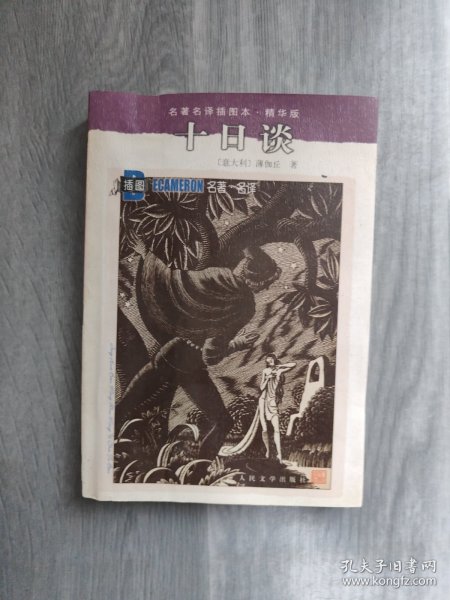 名著名译插图本·精华版
十日谈
〔意大利〕薄伽丘 著
插图 DECAMERON 名著·名译
人民文学出版社
孔夫子旧书网
www.kongfz.com